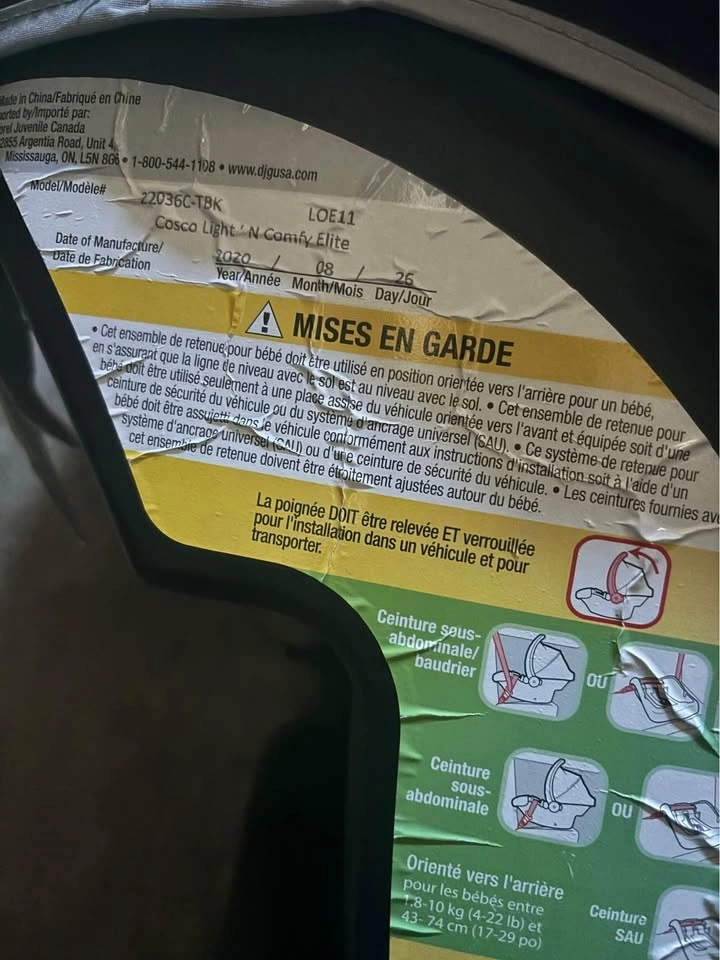 Made in China/Fabriqué en Chine
orted by/Importé par:
orel Juvenile Canada
2855 Argentia Road, Unit 4,
Mississauga, ON, L5N 8G6 • 1-800-544-1108 • www.djgusa.com
Model/Modèle# 22036C-TBK LOE11
Cosco Light 'N Comfy Elite
Date of Manufacture/ 2020 / 08 / 26
Date de Fabrication Year/Année Month/Mois Day/Jour
MISES EN GARDE
• Cet ensemble de retenue pour bébé doit être utilisé en position orientée vers l'arrière pour un bébé,
en s'assurant que la ligne de niveau avec le sol est au niveau avec le sol. • Cet ensemble de retenue pour
bébé doit être utilisé seulement à une place assise du véhicule orientée vers l'avant et équipée soit d'une
ceinture de sécurité du véhicule ou du système d'ancrage universel (SAU). • Ce système de retenue pour
bébé doit être assujetti dans le véhicule conformément aux instructions d'installation soit à l'aide d'un
système d'ancrage universel (SAU) ou d'une ceinture de sécurité du véhicule. • Les ceintures fournies ave
cet ensemble de retenue doivent être étroitement ajustées autour du bébé.
La poignée DOIT être relevée ET verrouillée
pour l'installation dans un véhicule et pour
transporter.
Ceinture sous-
abdominale/
baudrier
OU
Ceinture
sous-
abdominale
OU
Orienté vers l'arrière
pour les bébés entre
1,8-10 kg (4-22 lb) et
43- 74 cm (17-29 po)
Ceinture
SAU